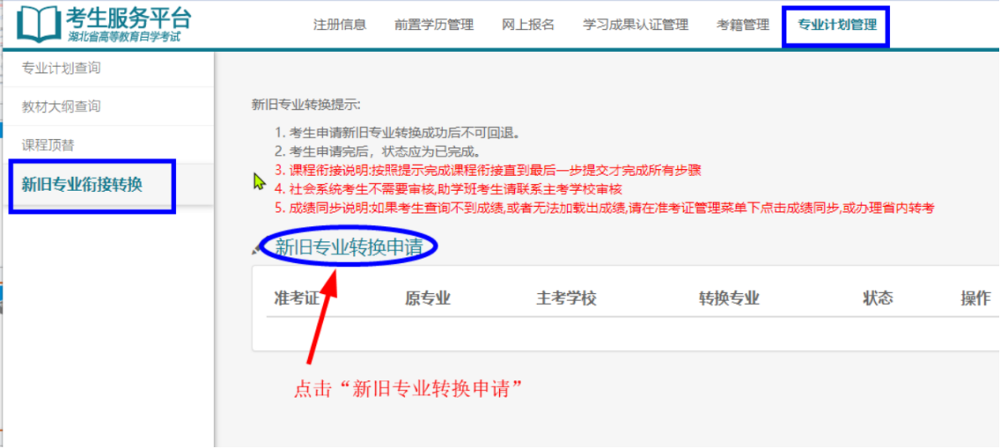 考生服务平台
湖北省高等教育自学考试
注册信息 前置学历管理 网上报名 学习成果认证管理 考籍管理 专业计划管理
专业计划查询
教材大纲查询
课程顶替
新旧专业衔接转换
新旧专业转换提示:
1. 考生申请新旧专业转换成功后不可回退。
2. 考生申请完后，状态应为已完成。
3. 课程衔接说明:按照提示完成课程衔接直到最后一步提交才完成所有步骤
4. 社会系统考生不需要审核,助学班考生请联系主考学校审核
5. 成绩同步说明:如果考生查询不到成绩,或者无法加载出成绩,请在准考证管理菜单下点击成绩同步,或办理省内转考
新旧专业转换申请
准考证 原专业 主考学校 转换专业 状态 操作
点击“新旧专业转换申请”